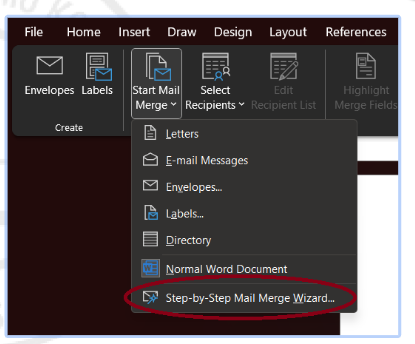 File Home Insert Draw Design Layout References
Envelopes Labels
Start Mail
Merge
Select
Recipients
Edit
Recipient List
Highlight
Merge Fields
Create
Letters
E-mail Messages
Envelopes...
Labels...
Directory
Normal Word Document
Step-by-Step Mail Merge Wizard...